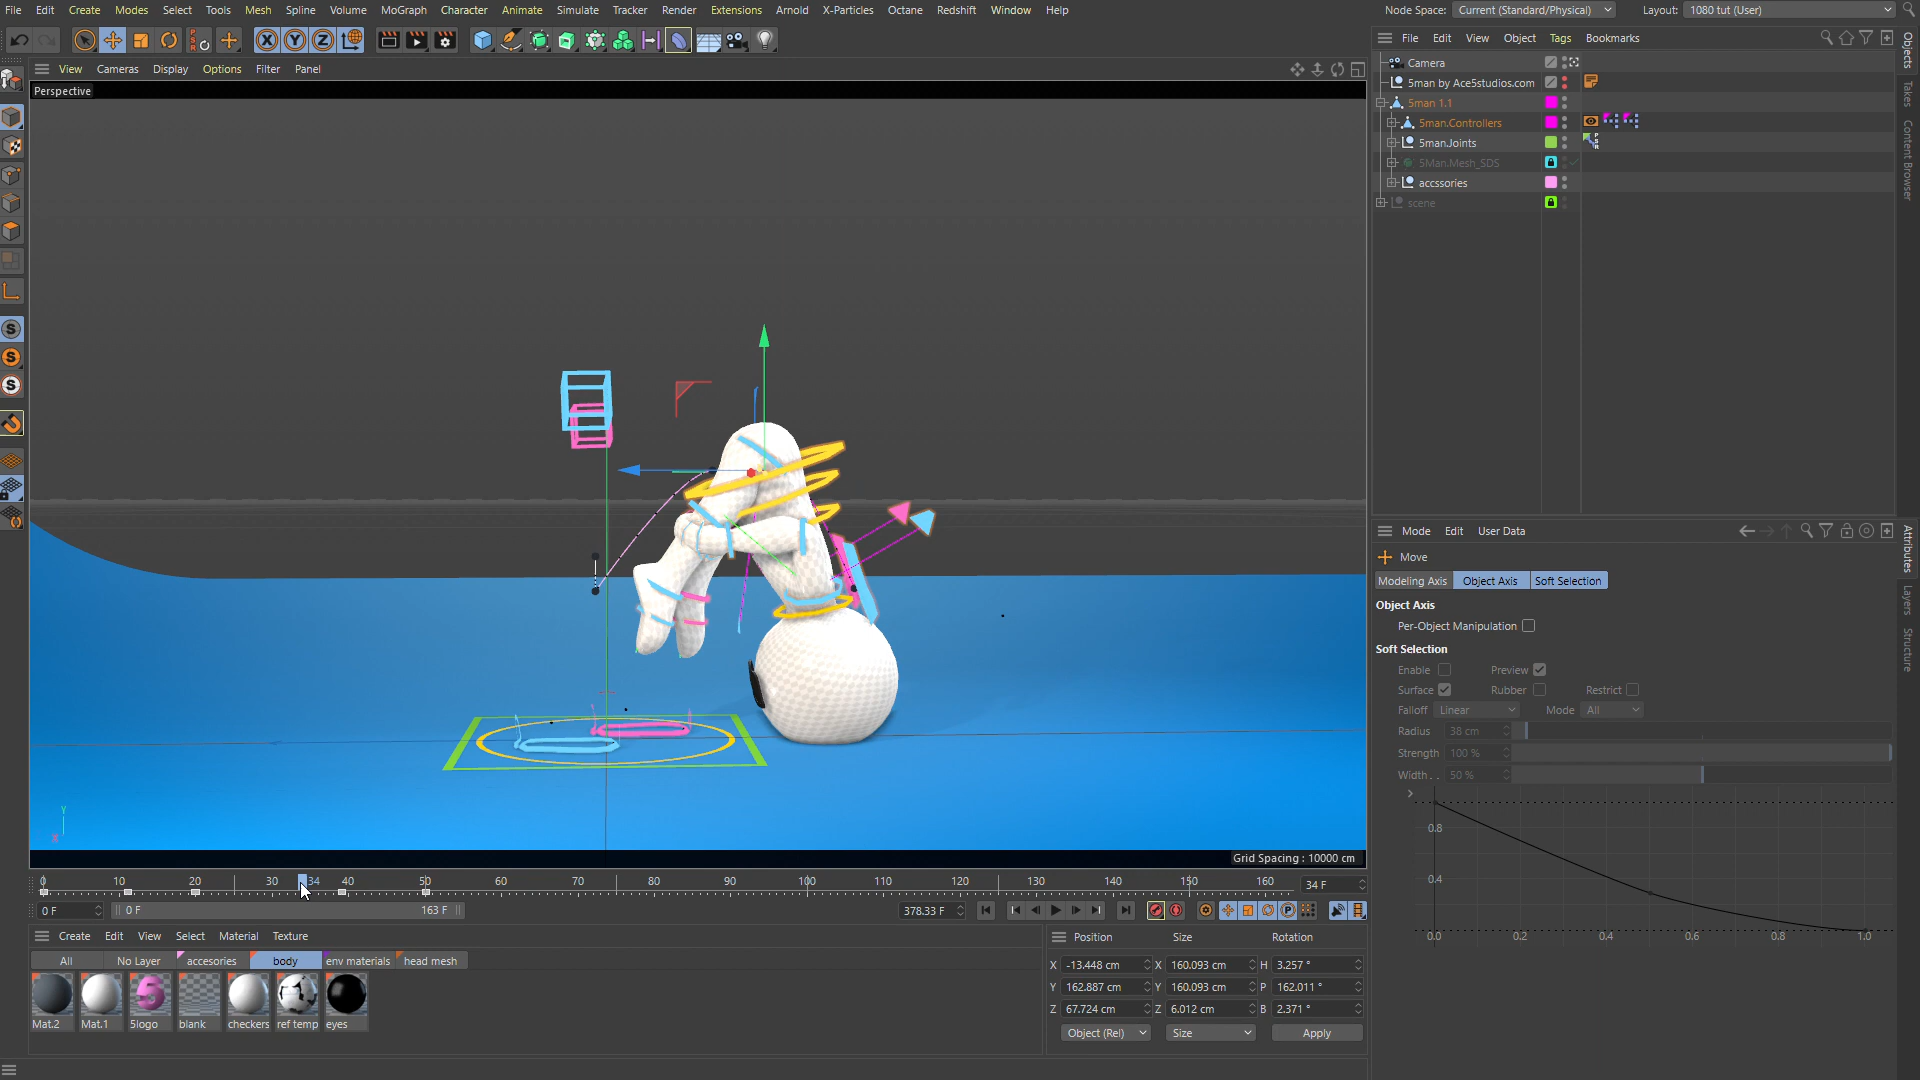 File Edit Create Modes Select Tools Mesh Spline Volume MoGraph Character Animate Simulate Tracker Render Extensions Arnold X-Particles Octane Redshift Window Help Node Space: Current (Standard/Physical) Layout: 1080 tut (User)
File Edit View Object Tags Bookmarks
View Cameras Display Options Filter Panel
Perspective
Camera
5man by Ace5studios.com
5man 1.1
5man.Controllers
5man.Joints
5Man.Mesh_SDS
accssories
scene
Objects
Takes
Content Browser
Mode Edit User Data
Move
Modeling Axis Object Axis Soft Selection
Object Axis
Per-Object Manipulation
Soft Selection
Enable Preview
Surface Rubber Restrict
Falloff Linear Mode All
Radius 38 cm
Strength 100 %
Width . . 50 %
0.8
0.4
0.0 0.2 0.4 0.6 0.8 1.0
Attributes
Layers
Structure
Y
X
Grid Spacing : 10000 cm
0 10 20 30 34 40 50 60 70 80 90 100 110 120 130 140 150 160 34 F
0 F 0 F 163 F 378.33 F
Create Edit View Select Material Texture
All No Layer accesories body env materials head mesh
Mat.2 Mat.1 5logo blank checkers ref temp eyes
Position Size Rotation
X -13.448 cm X 160.093 cm H 3.257 °
Y 162.887 cm Y 160.093 cm P 162.011 °
Z 67.724 cm Z 6.012 cm B 2.371 °
Object (Rel) Size Apply